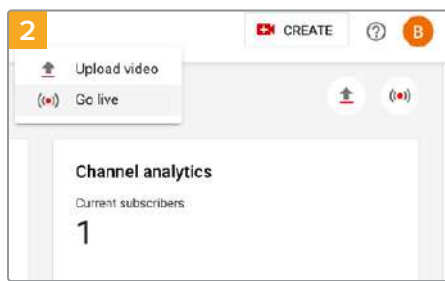 2
CREATE
B
Upload video
Go live
Channel analytics
Current subscribers
1